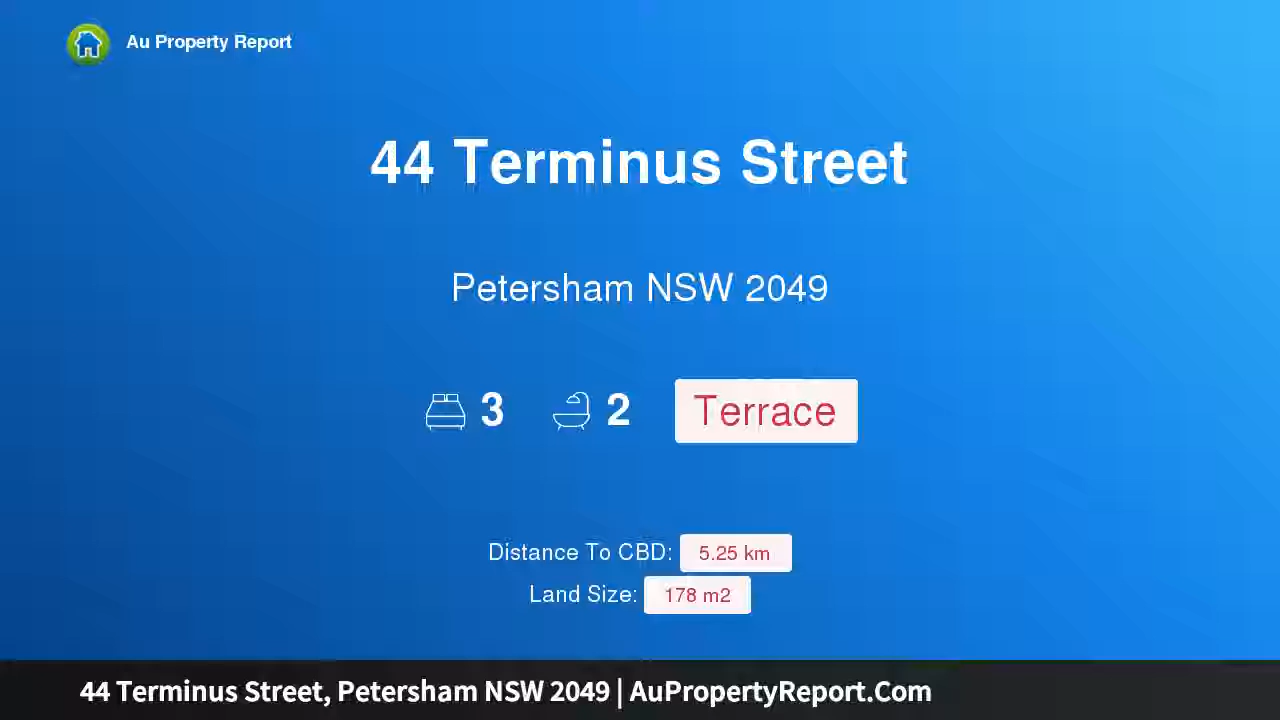 Au Property Report
44 Terminus Street
Petersham NSW 2049
3 2 Terrace
Distance To CBD: 5.25 km
Land Size: 178 m2
44 Terminus Street, Petersham NSW 2049 | AuPropertyReport.Com